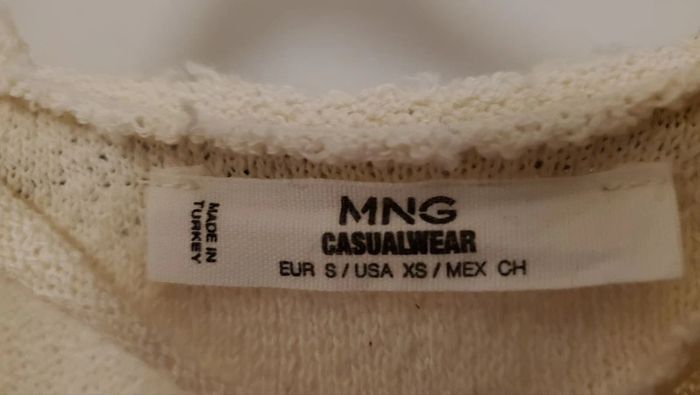 MNG
CASUALWEAR
EUR S / USA XS / MEX CH
MADE IN
TURKEY